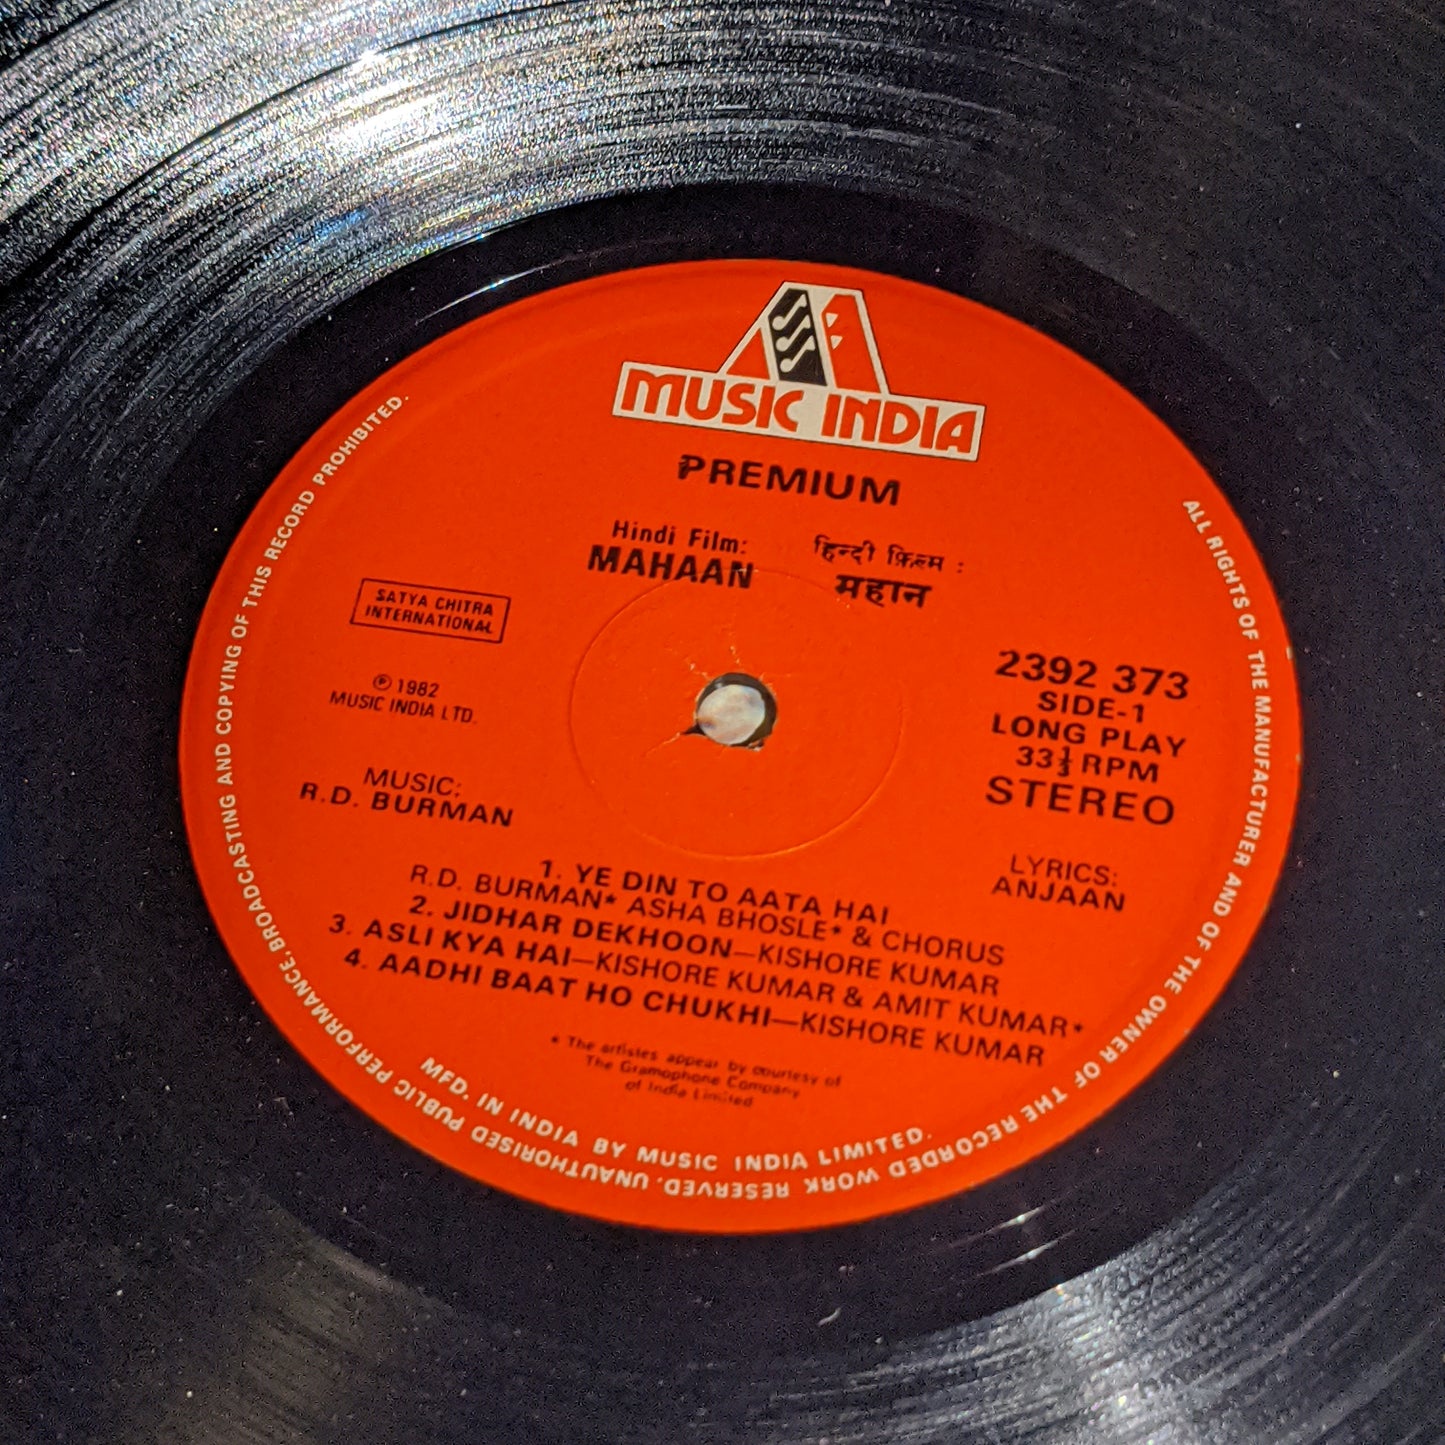 MUSIC INDIA
PREMIUM
Hindi Film:
MAHAAN
हिन्दी फ़िल्म :
महान
SATYA CHITRA
INTERNATIONAL
℗ 1982
MUSIC INDIA LTD.
2392 373
SIDE-1
LONG PLAY
33⅓ RPM
STEREO
MUSIC:
R.D. BURMAN
LYRICS:
ANJAAN
1. YE DIN TO AATA HAI
R.D. BURMAN* ASHA BHOSLE* & CHORUS
2. JIDHAR DEKHOON—KISHORE KUMAR
3. ASLI KYA HAI—KISHORE KUMAR & AMIT KUMAR*
4. AADHI BAAT HO CHUKHI—KISHORE KUMAR
* The artistes appear by courtesy of
The Gramophone Company
of India Limited
MFD. IN INDIA BY MUSIC INDIA LIMITED.
ALL RIGHTS OF THE MANUFACTURER AND OF THE OWNER OF THE RECORDED WORK RESERVED. UNAUTHORISED PUBLIC PERFORMANCE, BROADCASTING AND COPYING OF THIS RECORD PROHIBITED.